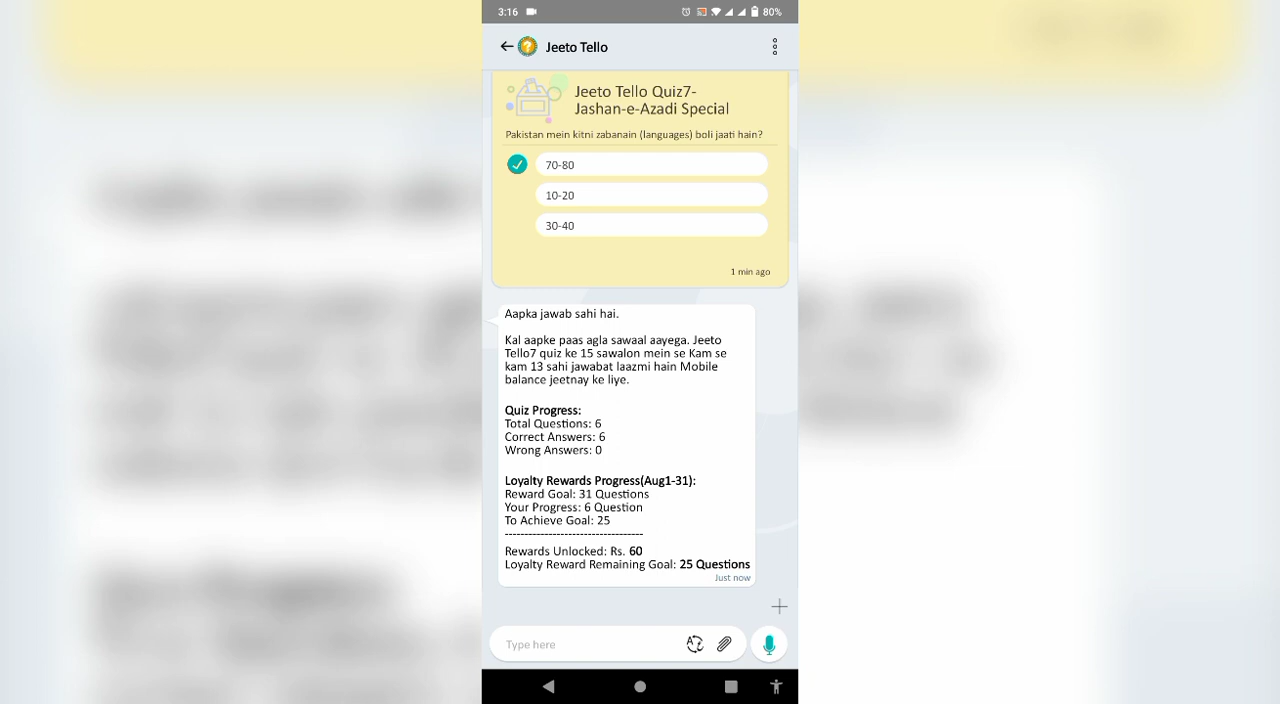 3:16
80%
Jeeto Tello
Jeeto Tello Quiz7-
Jashan-e-Azadi Special
Pakistan mein kitni zabanain (languages) boli jaati hain?
70-80
10-20
30-40
1 min ago
Aapka jawab sahi hai.
Kal aapke paas agla sawaal aayega. Jeeto
Tello7 quiz ke 15 sawalon mein se Kam se
kam 13 sahi jawabat laazmi hain Mobile
balance jeetnay ke liye.
Quiz Progress:
Total Questions: 6
Correct Answers: 6
Wrong Answers: 0
Loyalty Rewards Progress(Aug1-31):
Reward Goal: 31 Questions
Your Progress: 6 Question
To Achieve Goal: 25
-----------------------------------
Rewards Unlocked: Rs. 60
Loyalty Reward Remaining Goal: 25 Questions
Just now
Type here